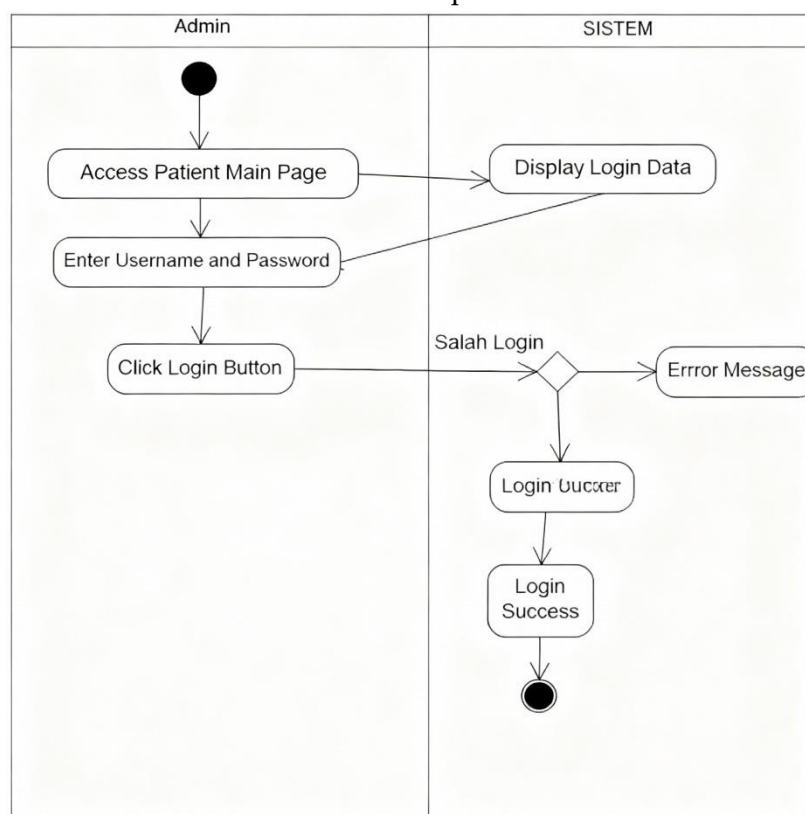 Admin
SISTEM
Access Patient Main Page
Display Login Data
Enter Username and Password
Salah Login
Click Login Button
Errror Message
Login
Login
Success